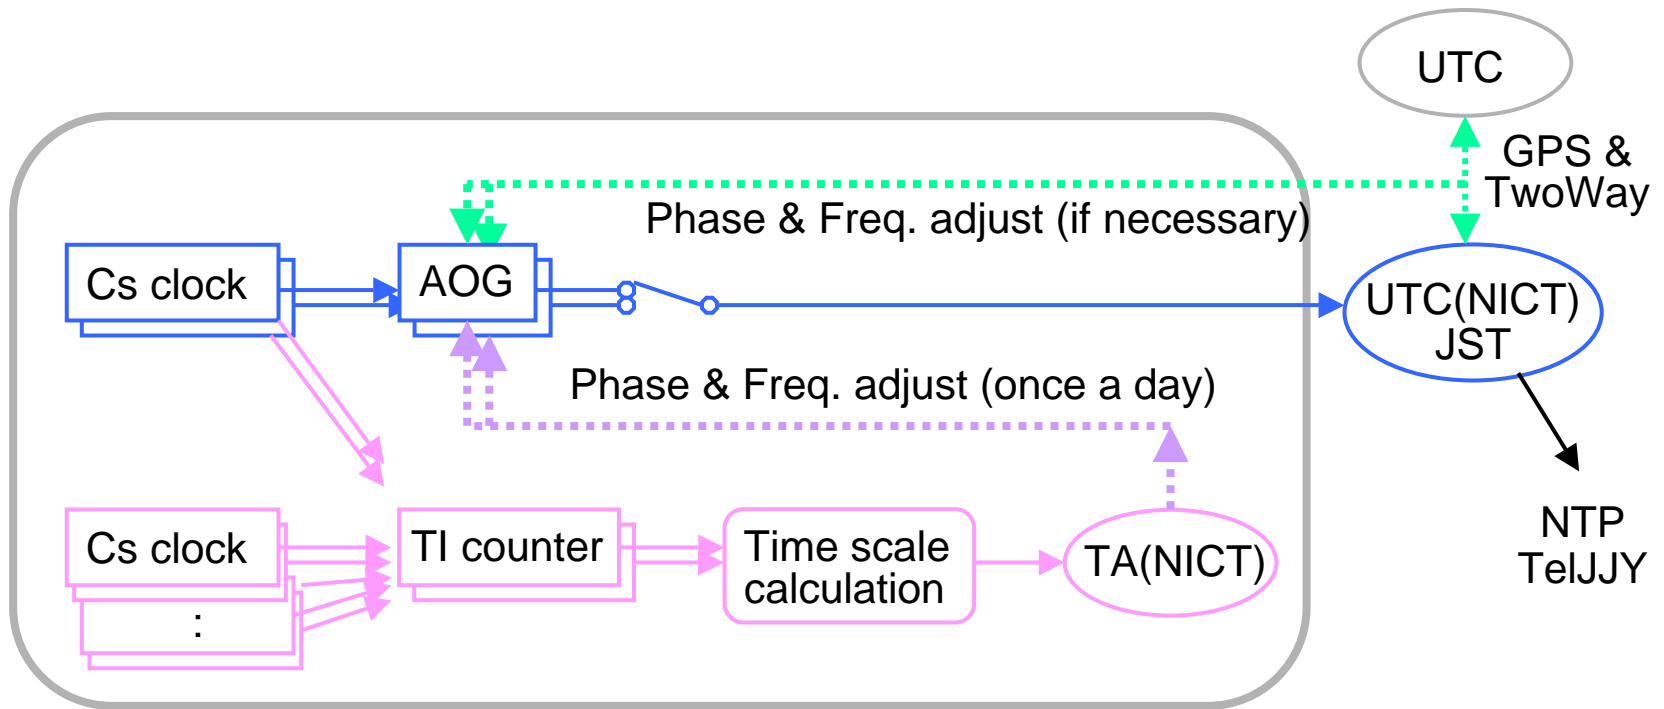 UTC
GPS &
TwoWay
Phase & Freq. adjust (if necessary)
Cs clock
AOG
UTC(NICT)
JST
Phase & Freq. adjust (once a day)
Cs clock
TI counter
Time scale
calculation
TA(NICT)
NTP
TelJJY
: